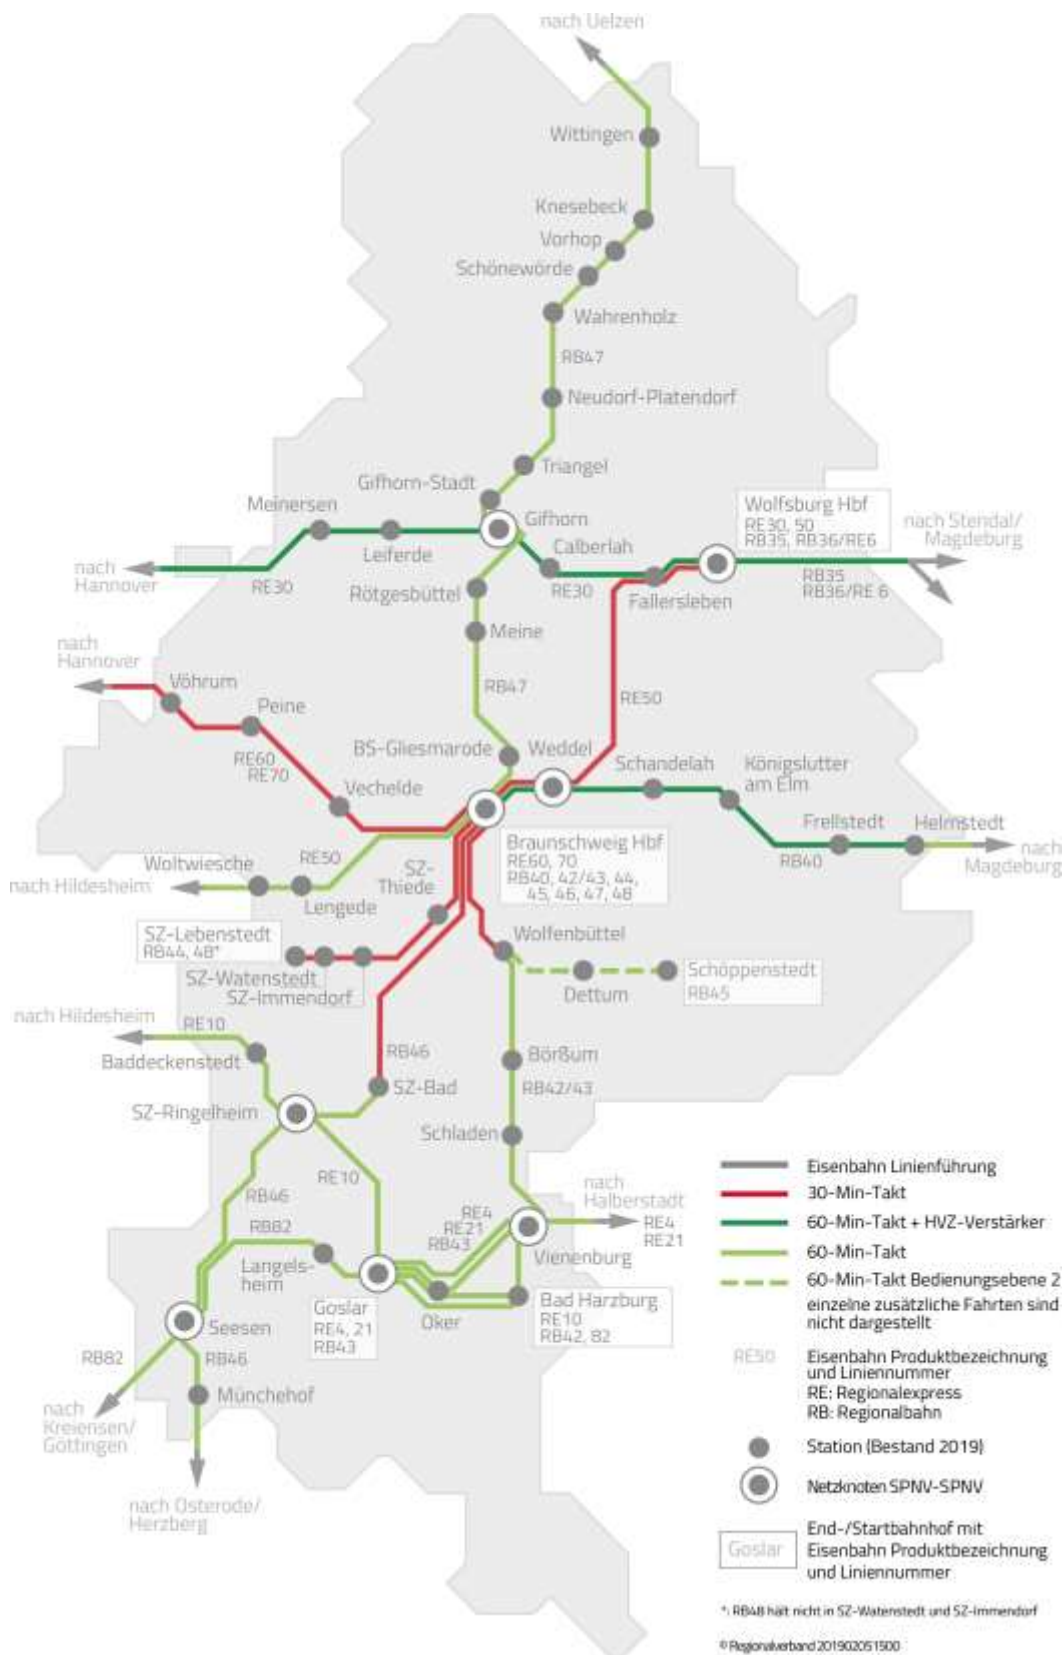 nach Uelzen
Wittingen
Knesebeck
Vorhop
Schönewörde
Wahrenholz
RB47
Neudorf-Platendorf
Triangel
Gifhorn-Stadt
Meinersen
Gifhorn
Leiferde
Calberlah
Wolfsburg Hbf
RE30, 50
RB35, RB36/RE6
nach Stendal/
Magdeburg
nach
Hannover
RE30
RE30
Rötgesbüttel
Fallersleben
RB35
RB36/RE 6
Meine
nach
Hannover
Vöhrum
Peine
RB47
RE50
RE60
RE70
BS-Gliesmarode
Weddel
Schandelah
Königslutter
am Elm
Vechelde
Frellstedt
Helmstedt
RB40
nach
Magdeburg
Braunschweig Hbf
RE60, 70
RB40, 42/43, 44,
45, 46, 47, 48
RE50
Woltwiesche
nach Hildesheim
Lengede
SZ-
Thiede
SZ-Lebenstedt
RB44, 48*
SZ-Watenstedt
SZ-Immendorf
Wolfenbüttel
Dettum
Schöppenstedt
RB45
nach Hildesheim
RE10
Baddeckenstedt
RB46
SZ-Bad
Börßum
RB42/43
SZ-Ringelheim
Schladen
RE10
RB46
RB82
nach
Halberstadt
RE4
RE21
RE4
RE21
RB43
Vienenburg
Langels-
heim
Goslar
RE4, 21
RB43
Oker
Bad Harzburg
RE10
RB42, 82
Seesen
RB82
RB46
Münchehof
nach
Kreiensen/
Göttingen
nach Osterode/
Herzberg
Eisenbahn Linienführung
30-Min-Takt
60-Min-Takt + HVZ-Verstärker
60-Min-Takt
60-Min-Takt Bedienungsebene 2
einzelne zusätzliche Fahrten sind
nicht dargestellt
RE50
Eisenbahn Produktbezeichnung
und Liniennummer
RE: Regionalexpress
RB: Regionalbahn
Station (Bestand 2019)
Netzknoten SPNV-SPNV
Goslar
End-/Startbahnhof mit
Eisenbahn Produktbezeichnung
und Liniennummer
*: RB48 hält nicht in SZ-Watenstedt und SZ-Immendorf
© Regionalverband 201902051500